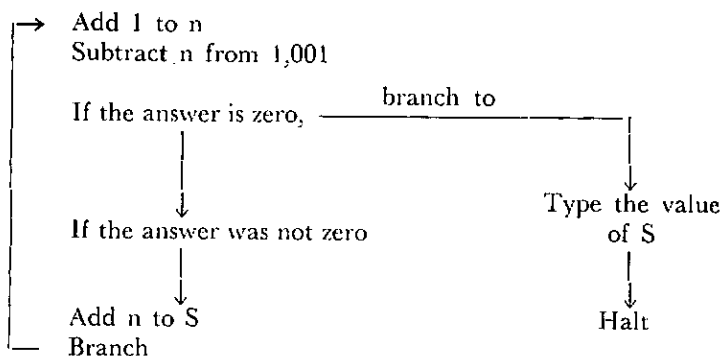 Add 1 to n
Subtract n from 1,001
branch to
If the answer is zero,
Type the value
of S
If the answer was not zero
Add n to S
Halt
Branch